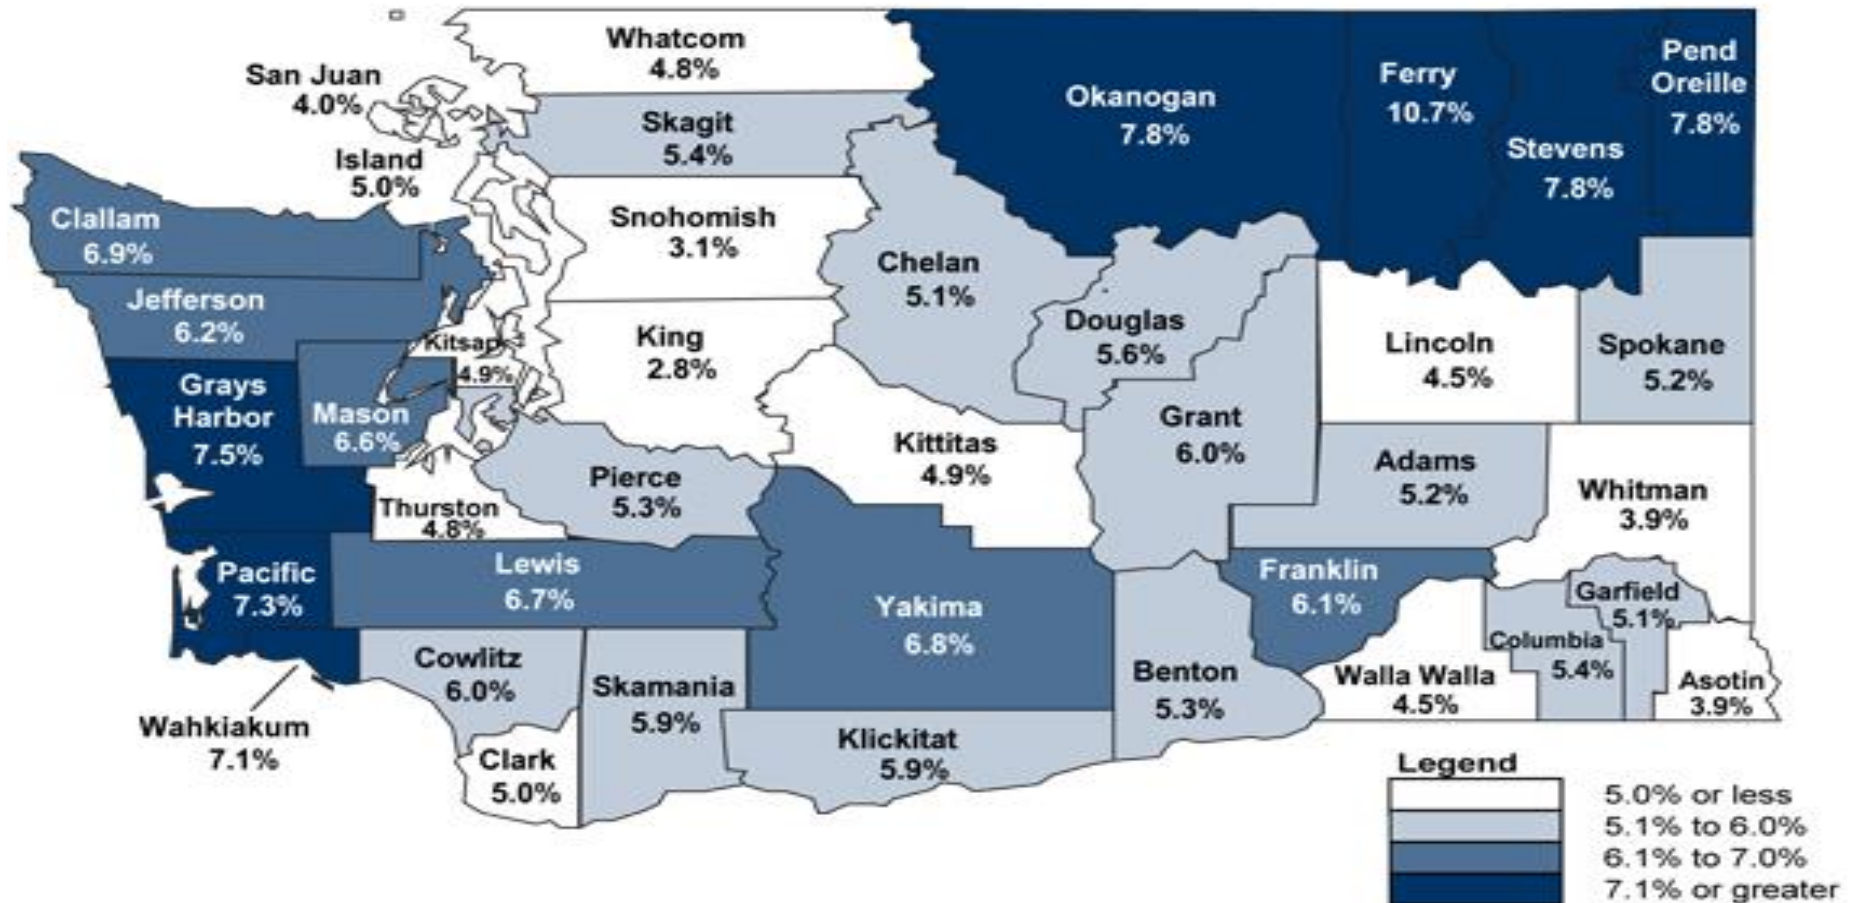 Whatcom
4.8%
San Juan
4.0%
Skagit
5.4%
Island
5.0%
Okanogan
7.8%
Ferry
10.7%
Stevens
7.8%
Pend
Oreille
7.8%
Clallam
6.9%
Snohomish
3.1%
Chelan
5.1%
Jefferson
6.2%
Kitsap
4.9%
King
2.8%
Douglas
5.6%
Lincoln
4.5%
Spokane
5.2%
Grays
Harbor
7.5%
Mason
6.6%
Kittitas
4.9%
Grant
6.0%
Adams
5.2%
Whitman
3.9%
Pierce
5.3%
Thurston
4.8%
Pacific
7.3%
Lewis
6.7%
Yakima
6.8%
Franklin
6.1%
Garfield
5.1%
Columbia
5.4%
Cowlitz
6.0%
Skamania
5.9%
Benton
5.3%
Walla Walla
4.5%
Asotin
3.9%
Wahkiakum
7.1%
Clark
5.0%
Klickitat
5.9%
Legend
5.0% or less
5.1% to 6.0%
6.1% to 7.0%
7.1% or greater